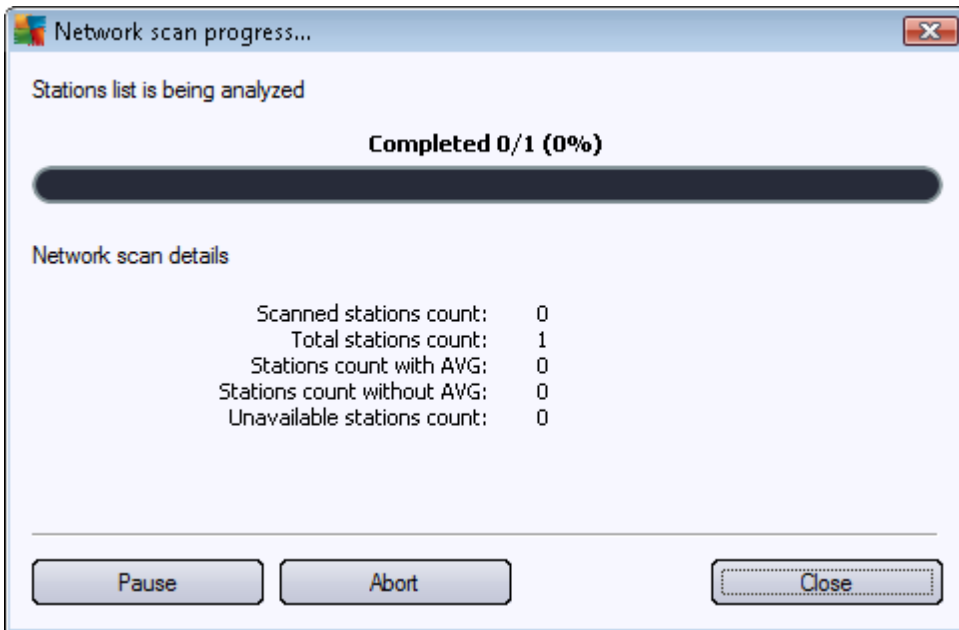 Network scan progress...
Stations list is being analyzed
Completed 0/1 (0%)
Network scan details
Scanned stations count: 0
Total stations count: 1
Stations count with AVG: 0
Stations count without AVG: 0
Unavailable stations count: 0
Pause Abort Close